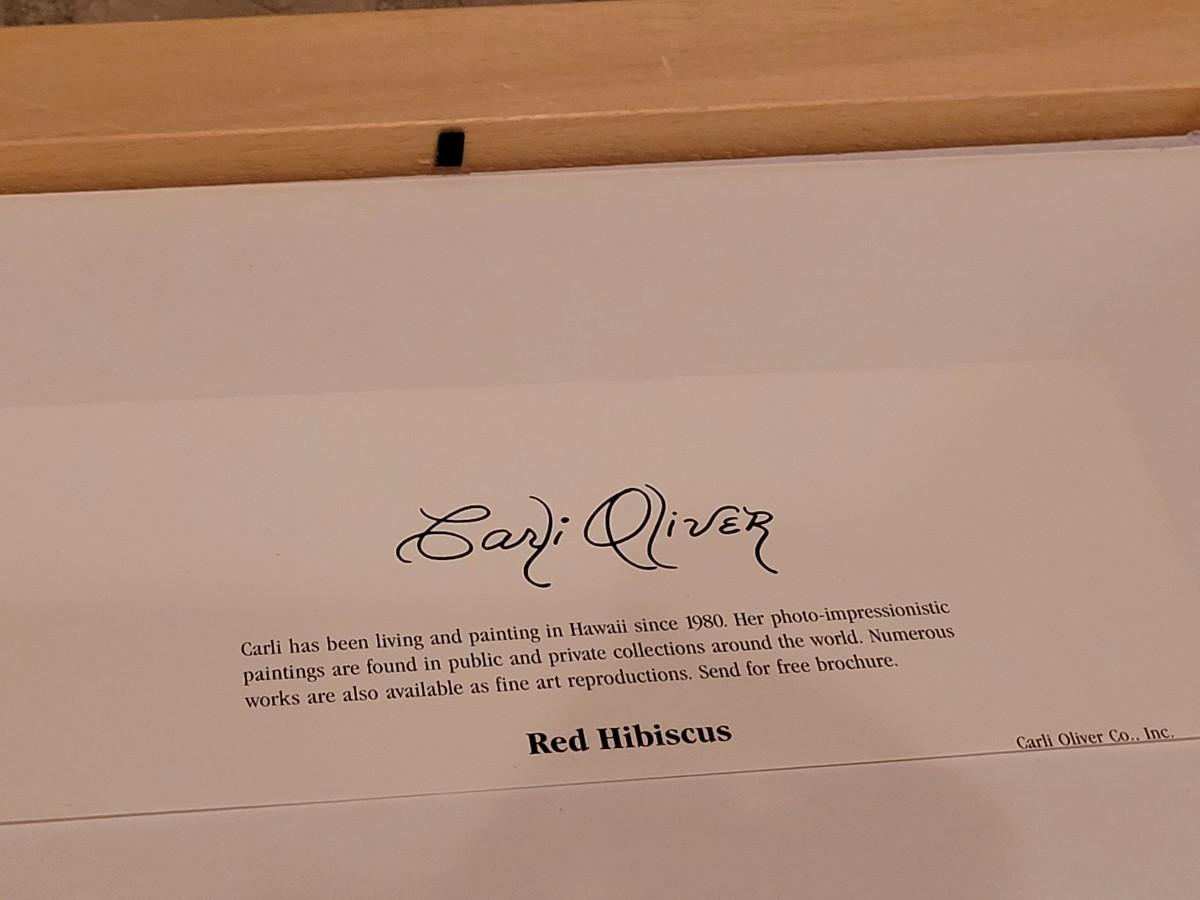 Carli Oliver
Carli has been living and painting in Hawaii since 1980. Her photo-impressionistic
paintings are found in public and private collections around the world. Numerous
works are also available as fine art reproductions. Send for free brochure.
Red Hibiscus
Carli Oliver Co., Inc.